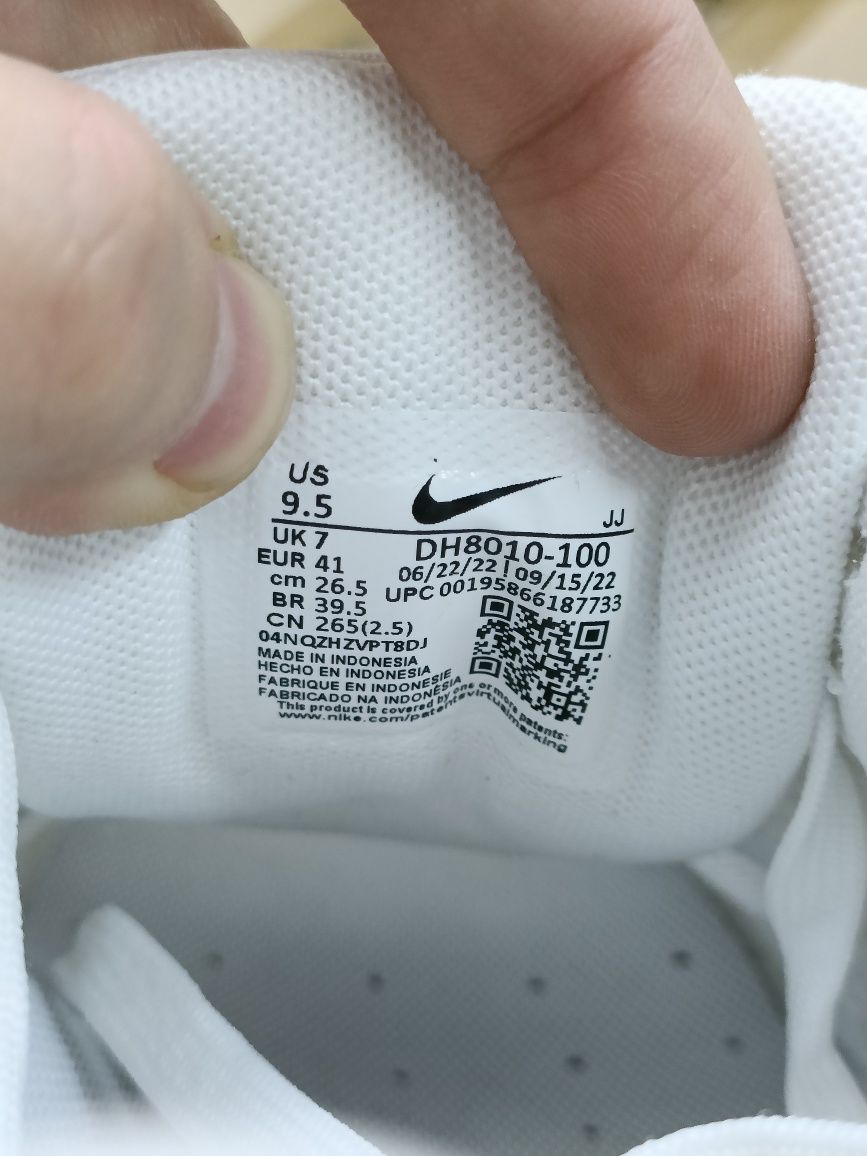 US
9.5
JJ
UK 7
EUR 41
cm 26.5
BR 39.5
CN 265(2.5)
DH8010-100
06/22/22 | 09/15/22
UPC 00195866187733
04NQZHZVPT8DJ
MADE IN INDONESIA
HECHO EN INDONESIA
FABRIQUE EN INDONESIE
FABRICADO NA INDONÉSIA
This product is covered by one or more patents:
www.nike.com/patentsvirtualmarking